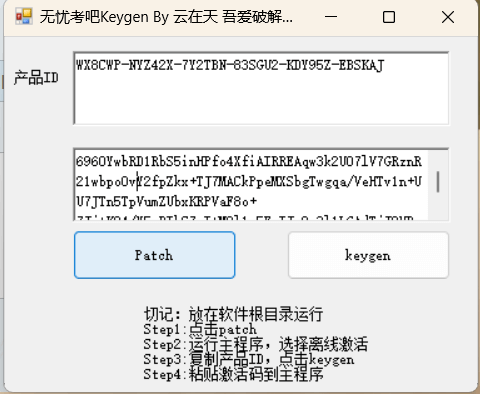 无忧考吧Keygen By 云在天 吾爱破解...
产品ID
WX8CWP-NYZ42X-7Y2TBN-83SGU2-KDY95Z-EBSKAJ
6960YwbRD1RbS5inHPfo4XfiAIRREAqw3k2UO7lV7GRznR
21wbpoOvY2fpZkx+TJ7MACkPpeMXSbgTwgqa/VeHTv1n+U
U7JTn5TpVumZUbxKRPVaF8o+
Patch
keygen
切记：放在软件根目录运行
Step1:点击patch
Step2:运行主程序，选择离线激活
Step3:复制产品ID，点击keygen
Step4:粘贴激活码到主程序